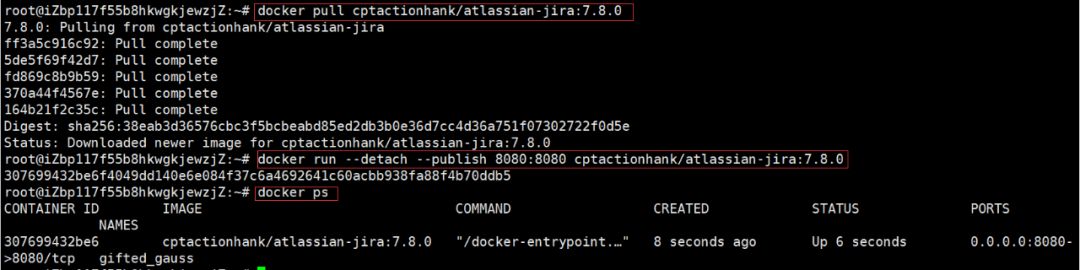 root@iZbp117f55b8hkwgkjewzjZ:~# docker pull cptactionhank/atlassian-jira:7.8.0
7.8.0: Pulling from cptactionhank/atlassian-jira
ff3a5c916c92: Pull complete
5de5f69f42d7: Pull complete
fd869c8b9b59: Pull complete
370a44f4567e: Pull complete
164b21f2c35c: Pull complete
Digest: sha256:38eab3d36576cbc3f5bcbeabd85ed2db3b0e36d7cc4d36a751f07302722f0d5e
Status: Downloaded newer image for cptactionhank/atlassian-jira:7.8.0
root@iZbp117f55b8hkwgkjewzjZ:~# docker run --detach --publish 8080:8080 cptactionhank/atlassian-jira:7.8.0
307699432be6f4049dd140e6e084f37c6a4692641c60acbb938fa88f4b70ddb5
root@iZbp117f55b8hkwgkjewzjZ:~# docker ps
CONTAINER ID IMAGE COMMAND CREATED STATUS PORTS
NAMES
307699432be6 cptactionhank/atlassian-jira:7.8.0 "/docker-entrypoint.…" 8 seconds ago Up 6 seconds 0.0.0.0:8080-
>8080/tcp gifted_gauss